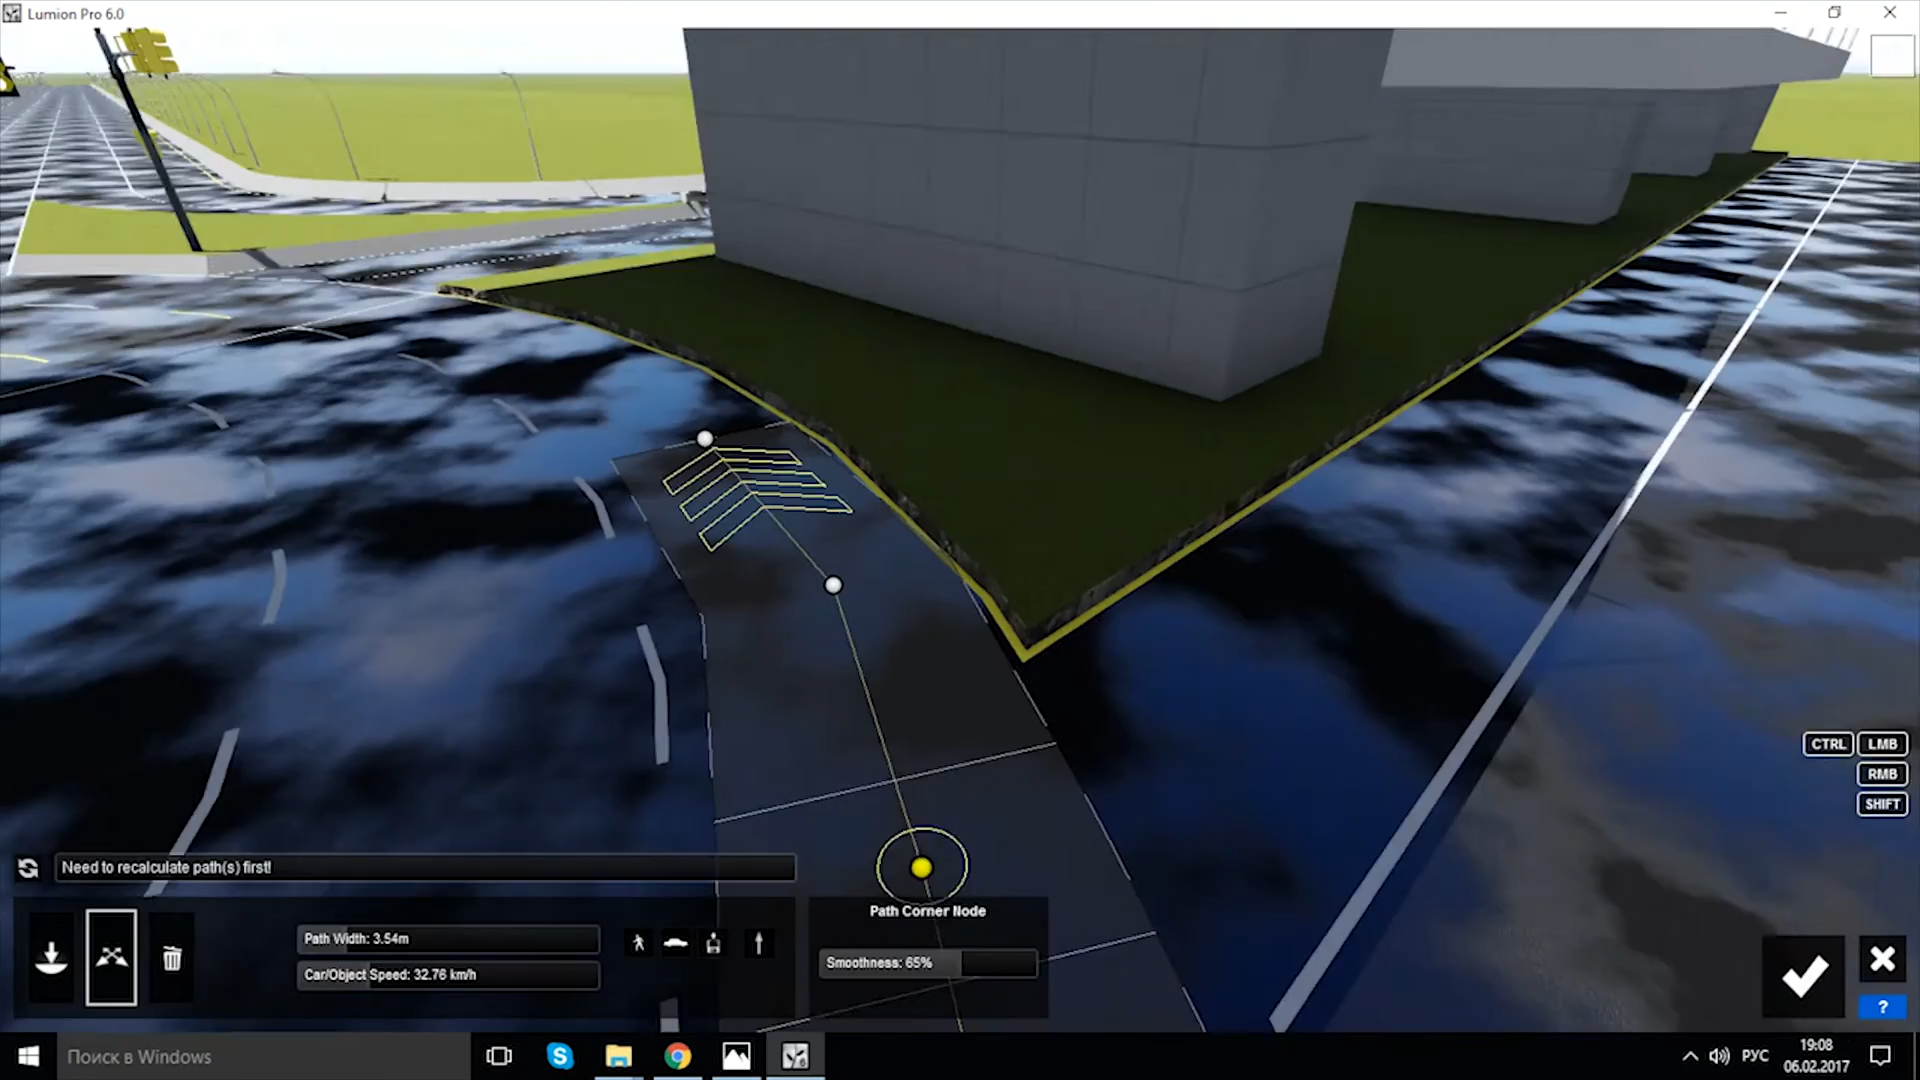 Lumion Pro 6.0
CTRL LMB
RMB
SHIFT
Need to recalculate path(s) first!
Path Width: 3.54m
Car/Object Speed: 32.76 km/h
Path Corner Node
Smoothness: 65%
?
Поиск в Windows
РУС
19:08
06.02.2017